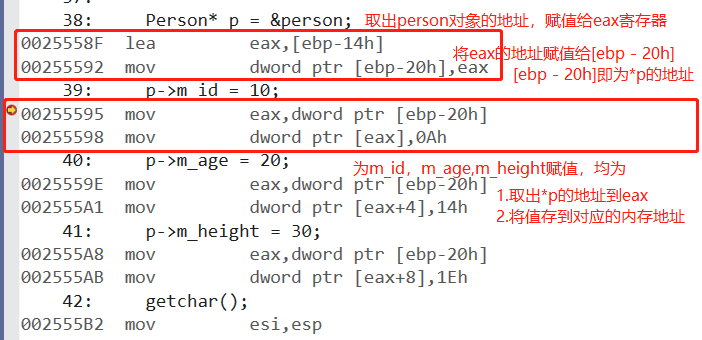 38:     Person* p = &person; 取出person对象的地址，赋值给eax寄存器
0025558F  lea         eax,[ebp-14h]
将eax的地址赋值给[ebp - 20h]
00255592  mov         dword ptr [ebp-20h],eax
[ebp - 20h]即为*p的地址
39:     p->m_id = 10;
00255595  mov         eax,dword ptr [ebp-20h]
00255598  mov         dword ptr [eax],0Ah
40:     p->m_age = 20;
为m_id，m_age,m_height赋值，均为
0025559E  mov         eax,dword ptr [ebp-20h]
1.取出*p的地址到eax
002555A1  mov         dword ptr [eax+4],14h
2.将值存到对应的内存地址
41:     p->m_height = 30;
002555A8  mov         eax,dword ptr [ebp-20h]
002555AB  mov         dword ptr [eax+8],1Eh
42:     getchar();
002555B2  mov         esi,esp